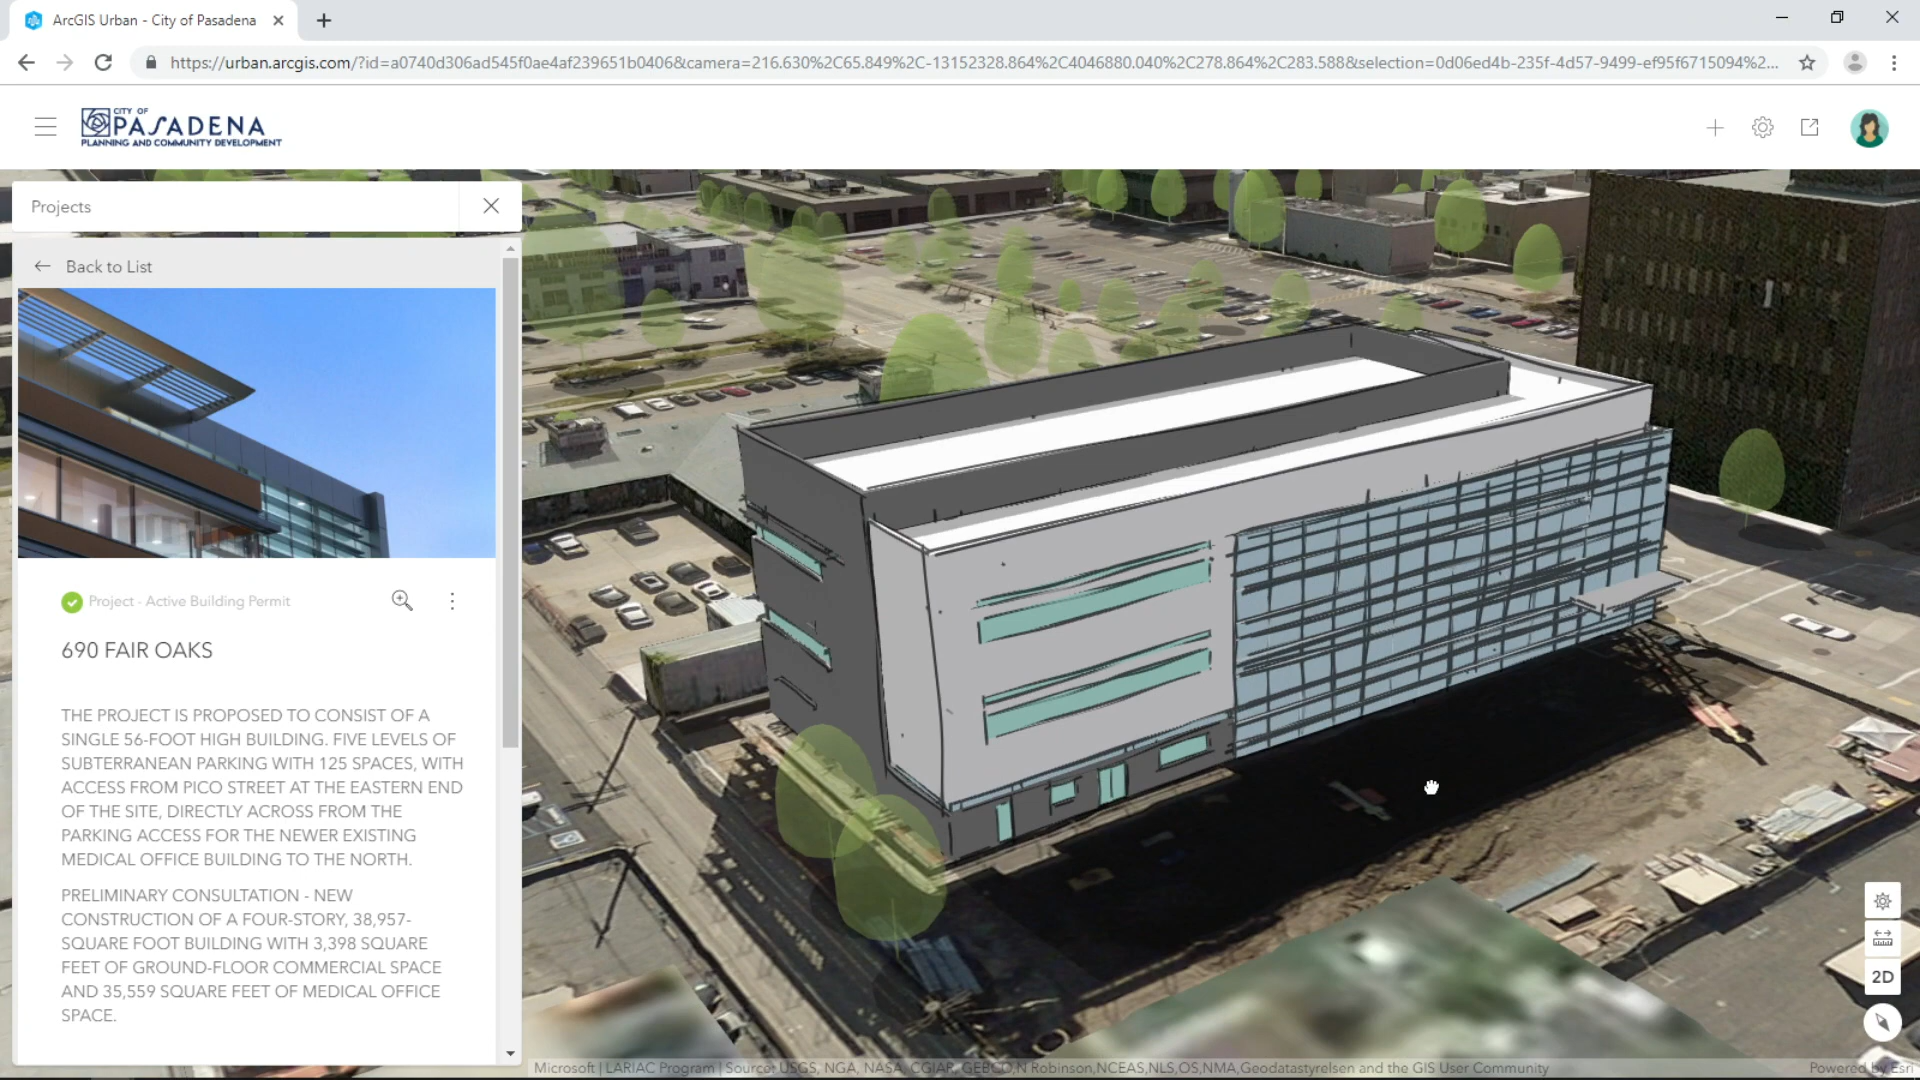 ArcGIS Urban - City of Pasadena
https://urban.arcgis.com/?id=a0740d306ad545f0ae4af239651b0406&camera=216.630%2C65.849%2C-13152328.864%2C4046880.040%2C278.864%2C283.588&selection=0d06ed4b-235f-4d57-9499-ef95f6715094%2...
CITY OF
PASADENA
PLANNING AND COMMUNITY DEVELOPMENT
Projects
Back to List
Project - Active Building Permit
690 FAIR OAKS
THE PROJECT IS PROPOSED TO CONSIST OF A
SINGLE 56-FOOT HIGH BUILDING. FIVE LEVELS OF
SUBTERRANEAN PARKING WITH 125 SPACES, WITH
ACCESS FROM PICO STREET AT THE EASTERN END
OF THE SITE, DIRECTLY ACROSS FROM THE
PARKING ACCESS FOR THE NEWER EXISTING
MEDICAL OFFICE BUILDING TO THE NORTH.
PRELIMINARY CONSULTATION - NEW
CONSTRUCTION OF A FOUR-STORY, 38,957-
SQUARE FOOT BUILDING WITH 3,398 SQUARE
FEET OF GROUND-FLOOR COMMERCIAL SPACE
AND 35,559 SQUARE FEET OF MEDICAL OFFICE
SPACE.
2D
Microsoft | LARIAC Program | Source: USGS, NGA, NASA, CGIAR, GEBCO,N Robinson,NCEAS,NLS,OS,NMA,Geodatastyrelsen and the GIS User Community
Powered by Esri